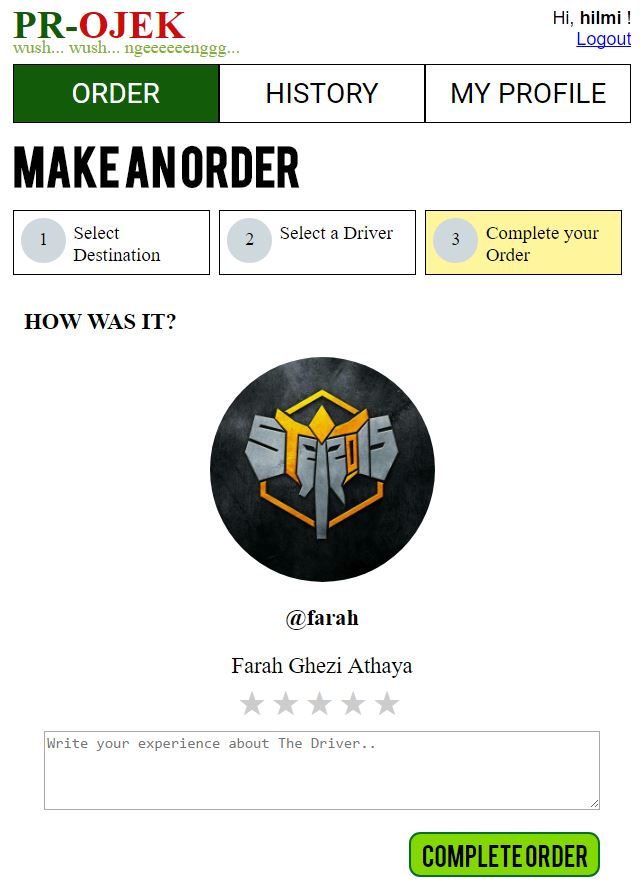 PR-OJEK
wush... wush... ngeeeeeenggg...
Hi, hilmi !
Logout
ORDER
HISTORY
MY PROFILE
MAKE AN ORDER
1
Select
Destination
2
Select a Driver
3
Complete your
Order
HOW WAS IT?
@farah
Farah Ghezi Athaya
Write your experience about The Driver..
COMPLETE ORDER